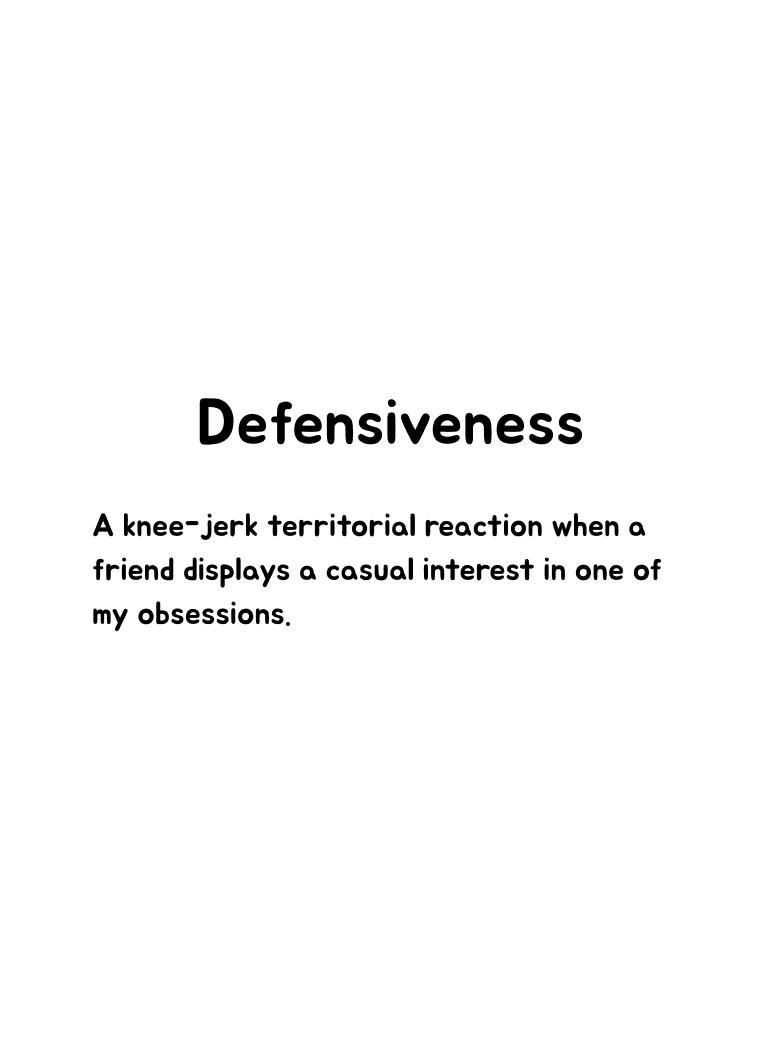 Defensiveness
A knee-jerk territorial reaction when a
friend displays a casual interest in one of
my obsessions.